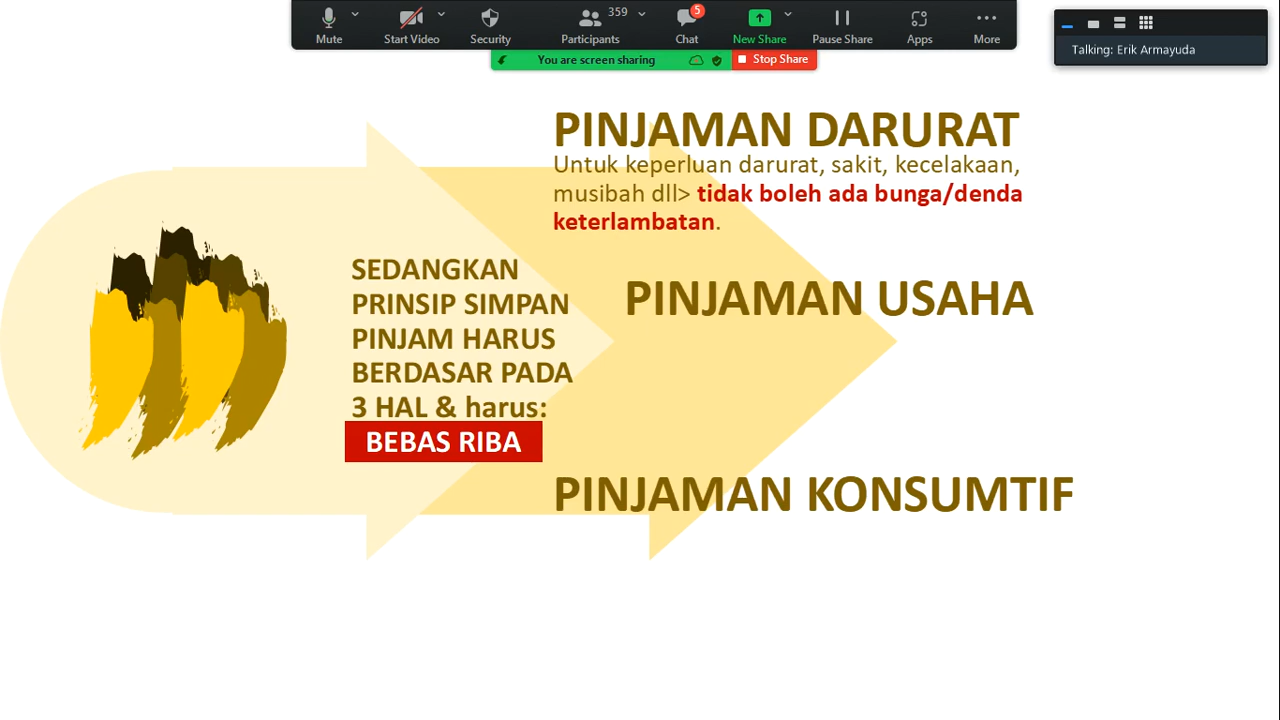 Mute
Start Video
Security
359
Participants
5
Chat
New Share
Pause Share
Apps
More
You are screen sharing
Stop Share
Talking: Erik Armayuda
PINJAMAN DARURAT
Untuk keperluan darurat, sakit, kecelakaan,
musibah dll> tidak boleh ada bunga/denda
keterlambatan.
SEDANGKAN
PRINSIP SIMPAN
PINJAM HARUS
BERDASAR PADA
3 HAL & harus:
BEBAS RIBA
PINJAMAN USAHA
PINJAMAN KONSUMTIF